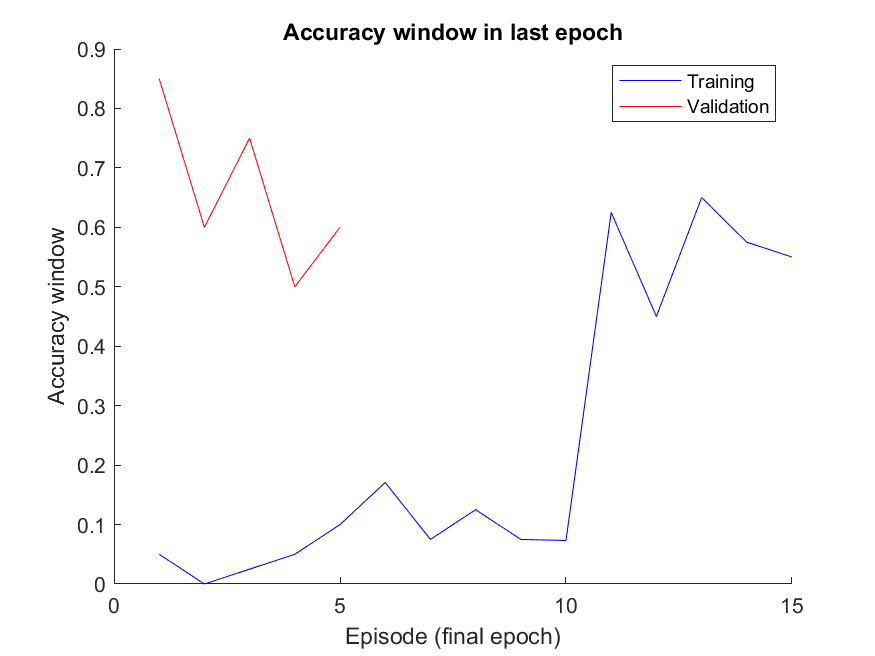 Accuracy window in last epoch
0.9
0.8
0.7
0.6
0.5
0.4
0.3
0.2
0.1
0
Accuracy window
Training
Validation
0 5 10 15
Episode (final epoch)